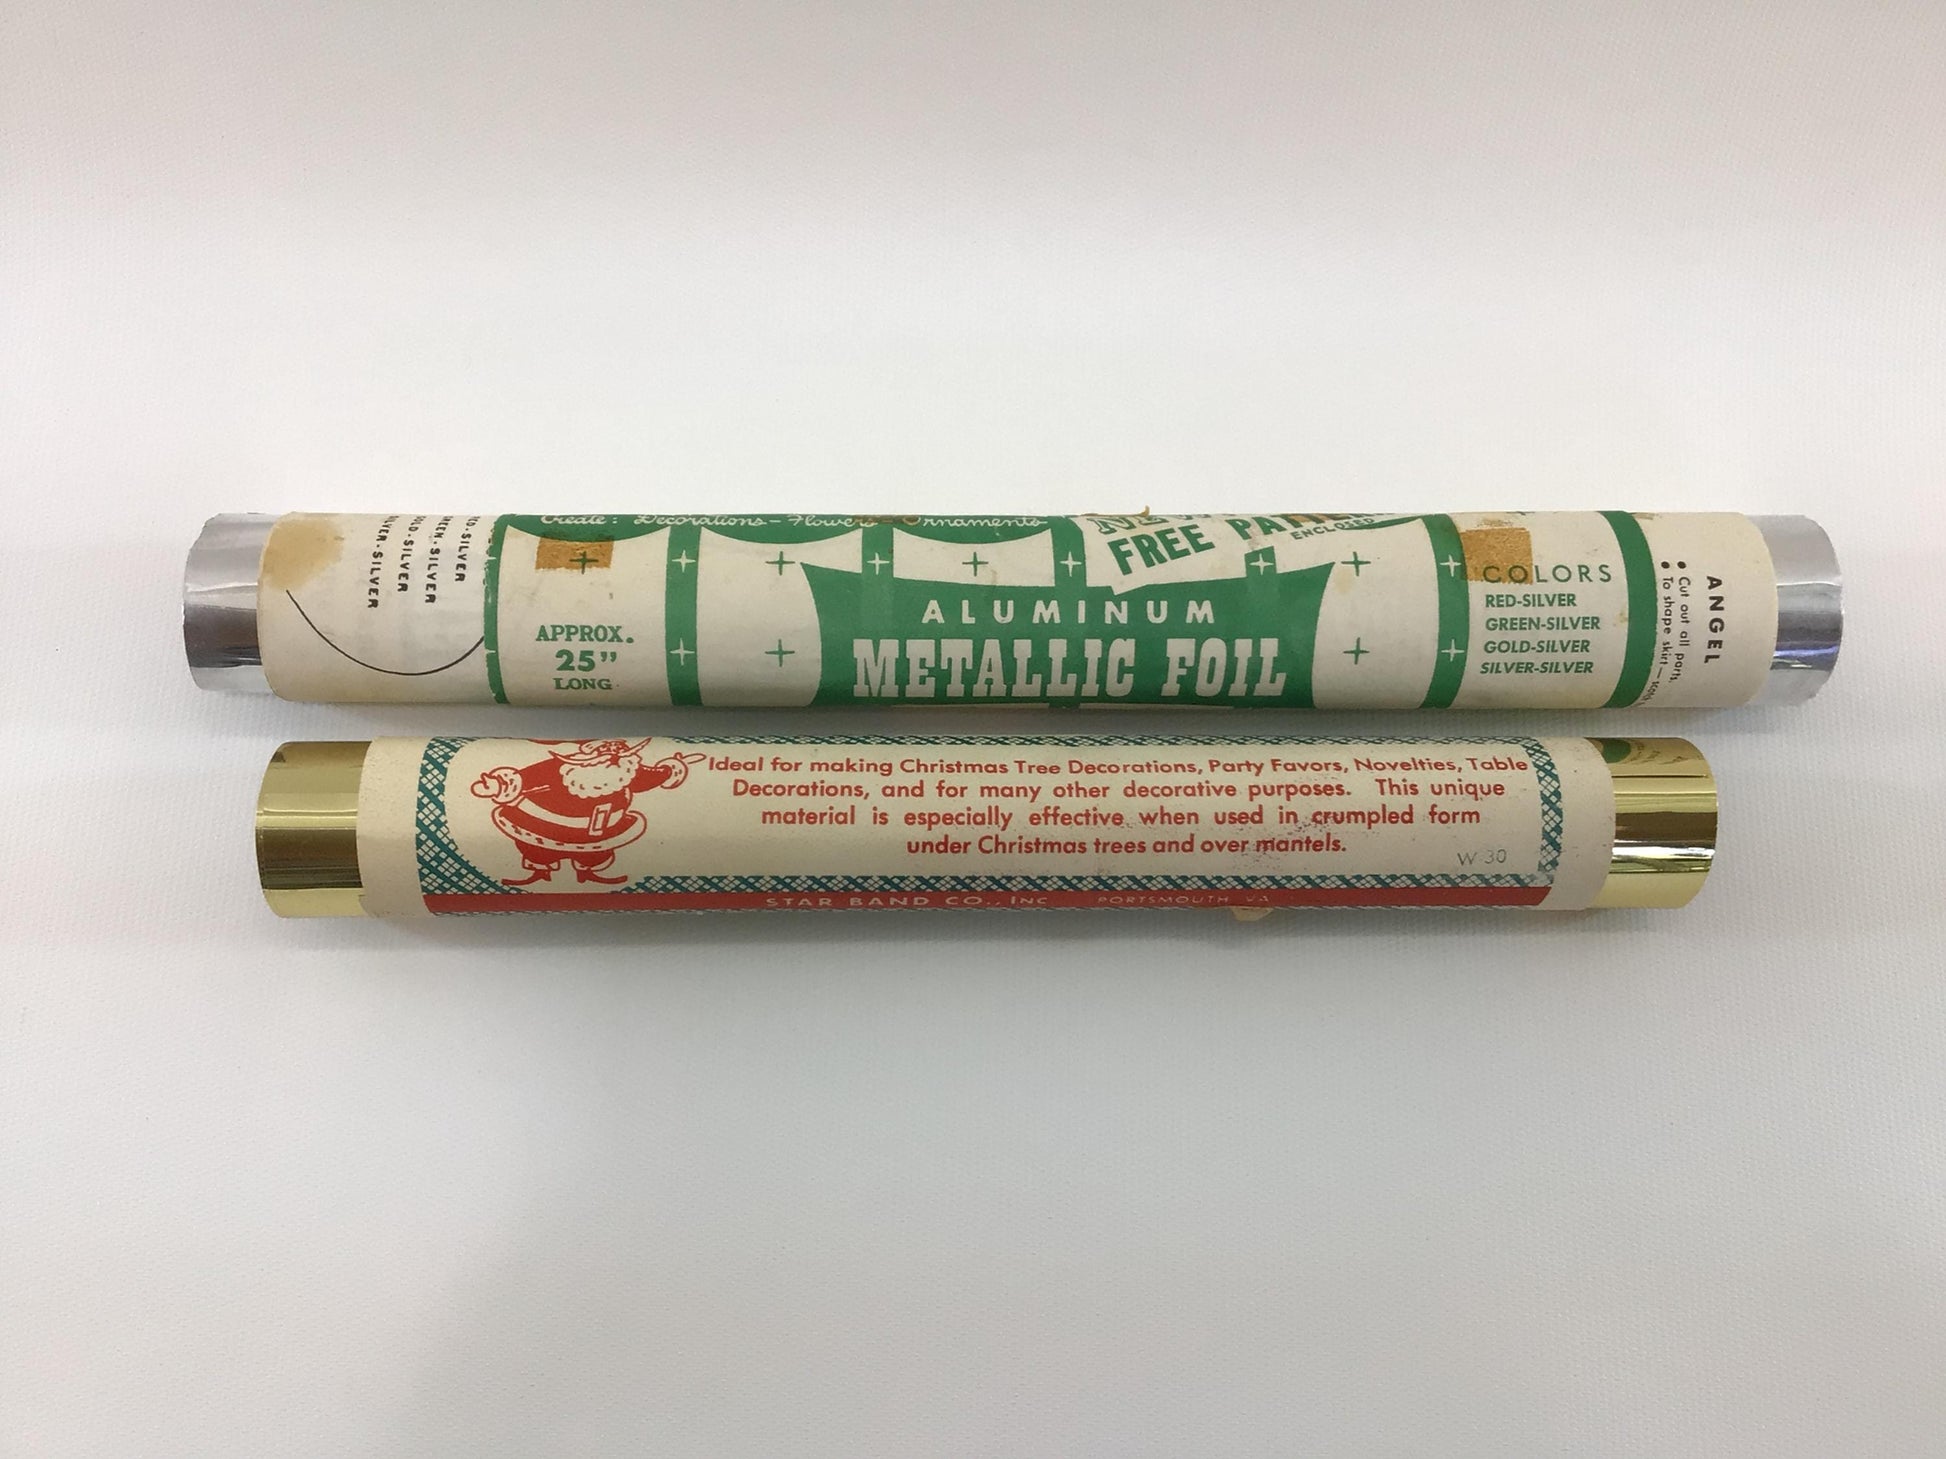 Create: Decorations - Flowers Ornaments
FREE
ENCLOSED
APPROX.
25"
LONG
ALUMINUM
METALLIC FOIL
COLORS
RED-SILVER
GREEN-SILVER
GOLD-SILVER
SILVER-SILVER
ANGEL
• Cut out all parts.
• To shape skirt—
Ideal for making Christmas Tree Decorations, Party Favors, Novelties, Table
Decorations, and for many other decorative purposes. This unique
material is especially effective when used in crumpled form
under Christmas trees and over mantels.
W 30
STAR BAND CO., INC PORTSMOUTH VA